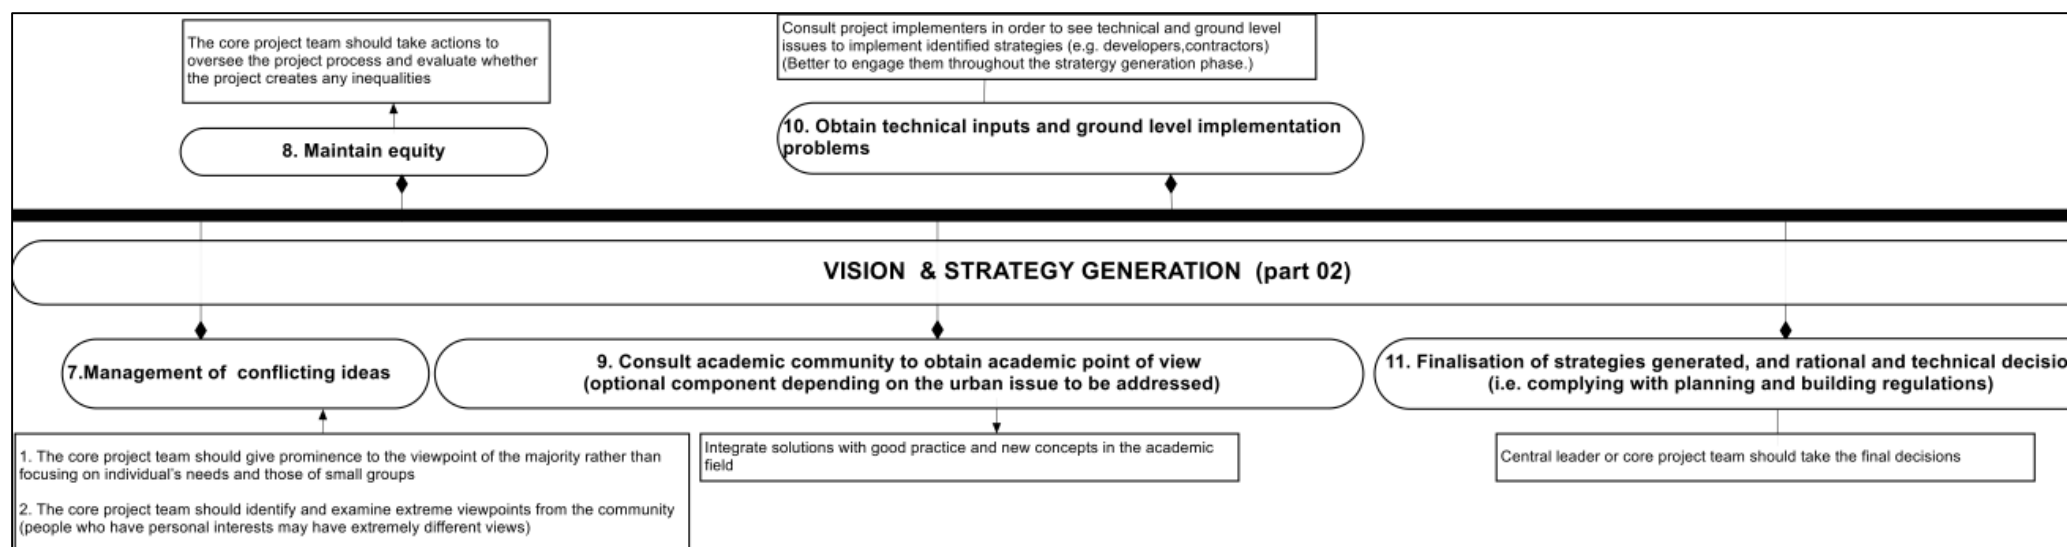 The core project team should take actions to
oversee the project process and evaluate whether
the project creates any inequalities
Consult project implementers in order to see technical and ground level
issues to implement identified strategies (e.g. developers,contractors)
(Better to engage them throughout the stratergy generation phase.)
8. Maintain equity
10. Obtain technical inputs and ground level implementation
problems
VISION & STRATEGY GENERATION (part 02)
7.Management of conflicting ideas
9. Consult academic community to obtain academic point of view
(optional component depending on the urban issue to be addressed)
11. Finalisation of strategies generated, and rational and technical decisio
(i.e. complying with planning and building regulations)
1. The core project team should give prominence to the viewpoint of the majority rather than
focusing on individual's needs and those of small groups
2. The core project team should identify and examine extreme viewpoints from the community
(people who have personal interests may have extremely different views)
Integrate solutions with good practice and new concepts in the academic
field
Central leader or core project team should take the final decisions